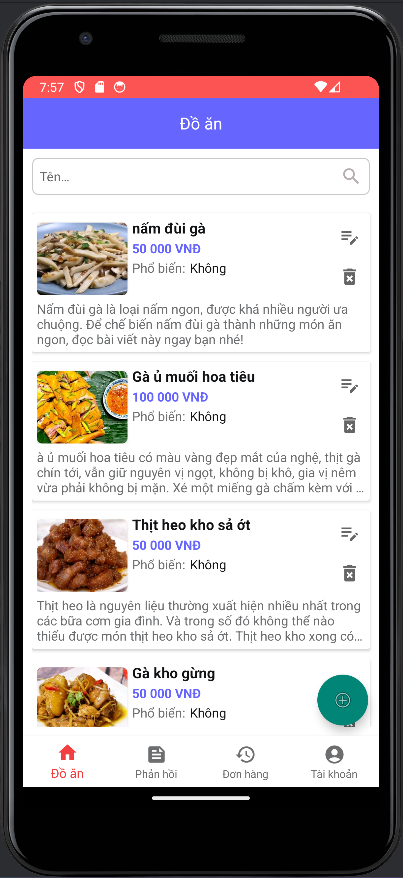 7:57
Đồ ăn
Tên...
nấm đùi gà
50 000 VNĐ
Phổ biến: Không
Nấm đùi gà là loại nấm ngon, được khá nhiều người ưa
chuộng. Để chế biến nấm đùi gà thành những món ăn
ngon, đọc bài viết này ngay bạn nhé!
Gà ủ muối hoa tiêu
100 000 VNĐ
Phổ biến: Không
à ủ muối hoa tiêu có màu vàng đẹp mắt của nghệ, thịt gà
chín tới, vẫn giữ nguyên vị ngọt, không bị khô, gia vị nêm
vừa phải không bị mặn. Xé một miếng gà chấm kèm với ...
Thịt heo kho sả ớt
50 000 VNĐ
Phổ biến: Không
Thịt heo là nguyên liệu thường xuất hiện nhiều nhất trong
các bữa cơm gia đình. Và trong số đó không thể nào
thiếu được món thịt heo kho sả ớt. Thịt heo kho xong có...
Gà kho gừng
50 000 VNĐ
Phổ biến: Không
Đồ ăn
Phản hồi
Đơn hàng
Tài khoản